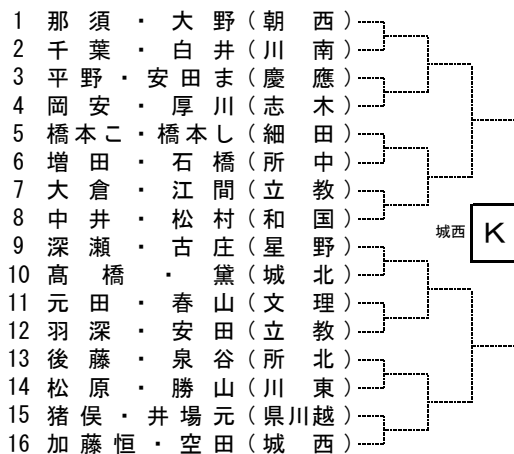 1 那須・大野(朝西)
2 千葉・白井(川南)
3 平野・安田ま(慶應)
4 岡安・厚川(志木)
5 橋本こ・橋本し(細田)
6 増田・石橋(所中)
7 大倉・江間(立教)
8 中井・松村(和国)
城西 K
9 深瀬・古庄(星野)
10 髙橋・黛(城北)
11 元田・春山(文理)
12 羽深・安田(立教)
13 後藤・泉谷(所北)
14 松原・勝山(川東)
15 猪俣・井場元(県川越)
16 加藤恒・空田(城西)